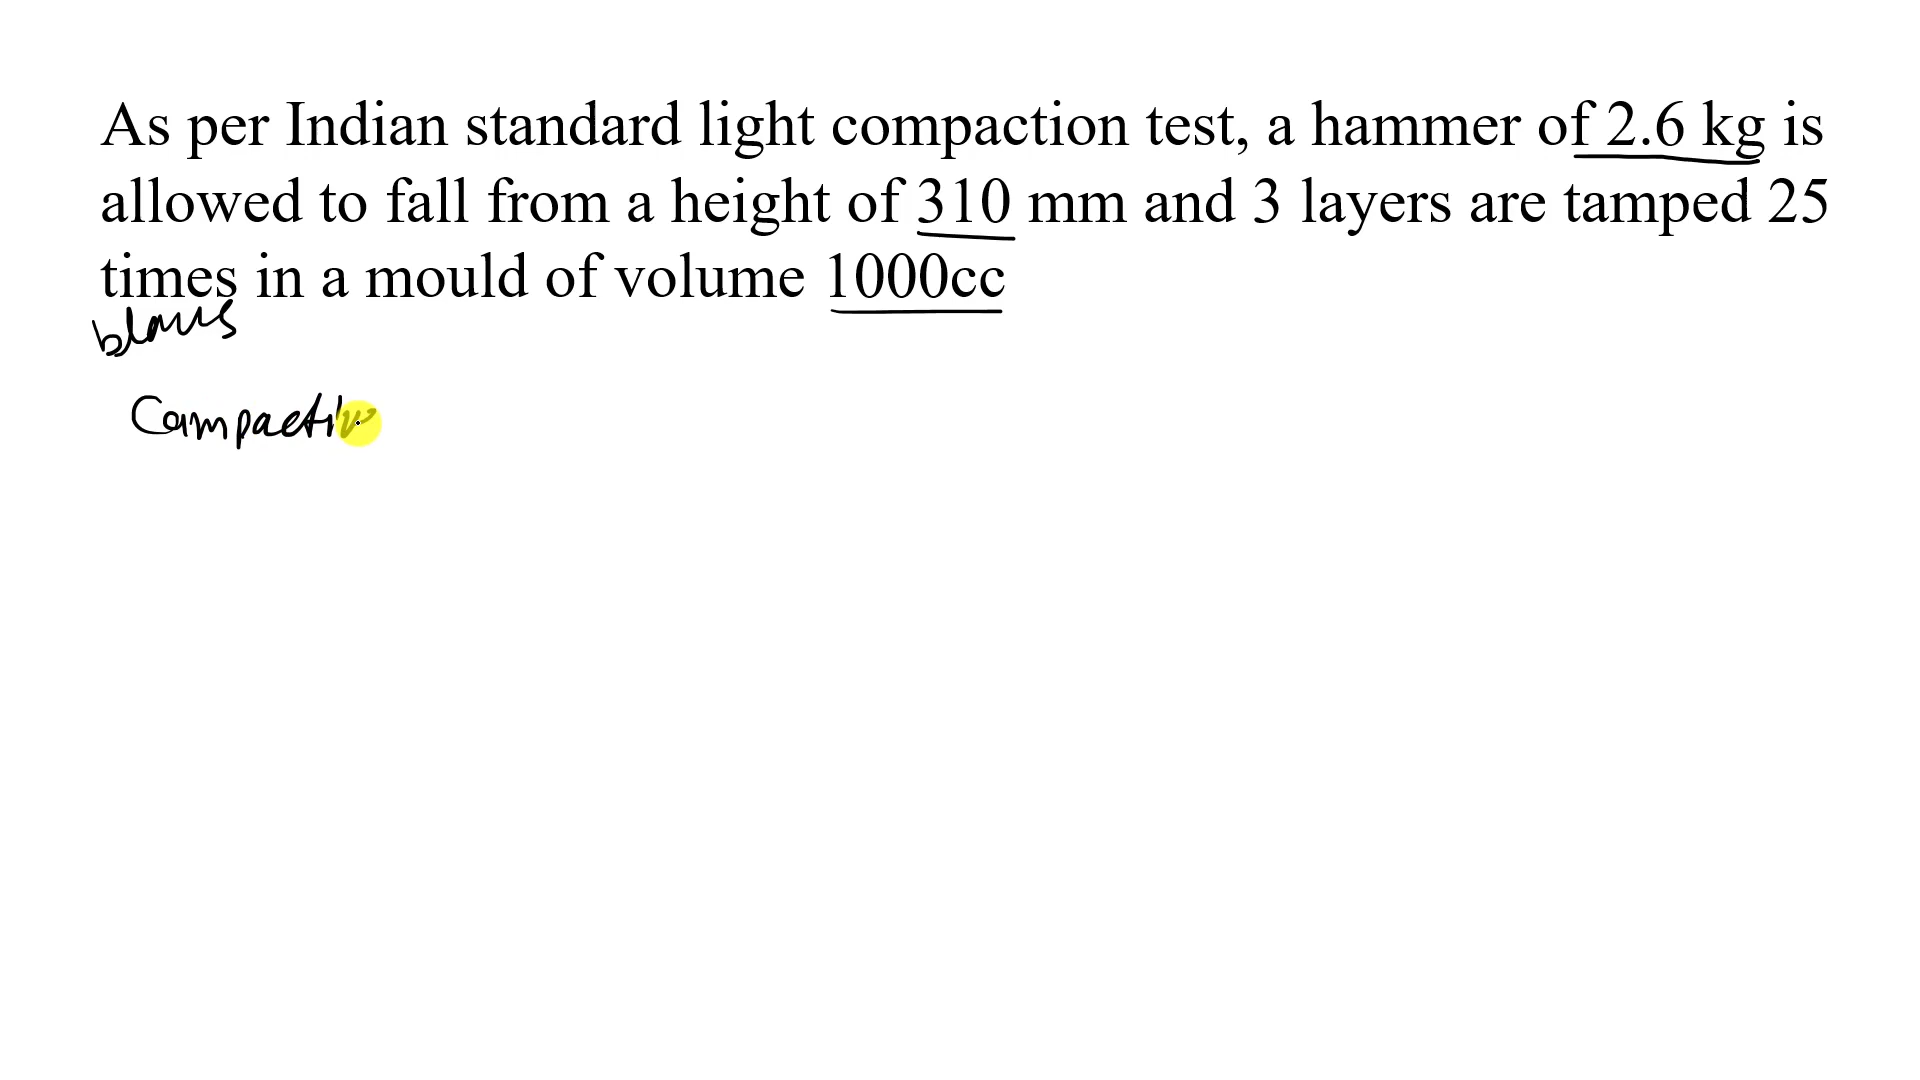 As per Indian standard light compaction test, a hammer of 2.6 kg is
allowed to fall from a height of 310 mm and 3 layers are tamped 25
times in a mould of volume 1000cc
blows
Compactio